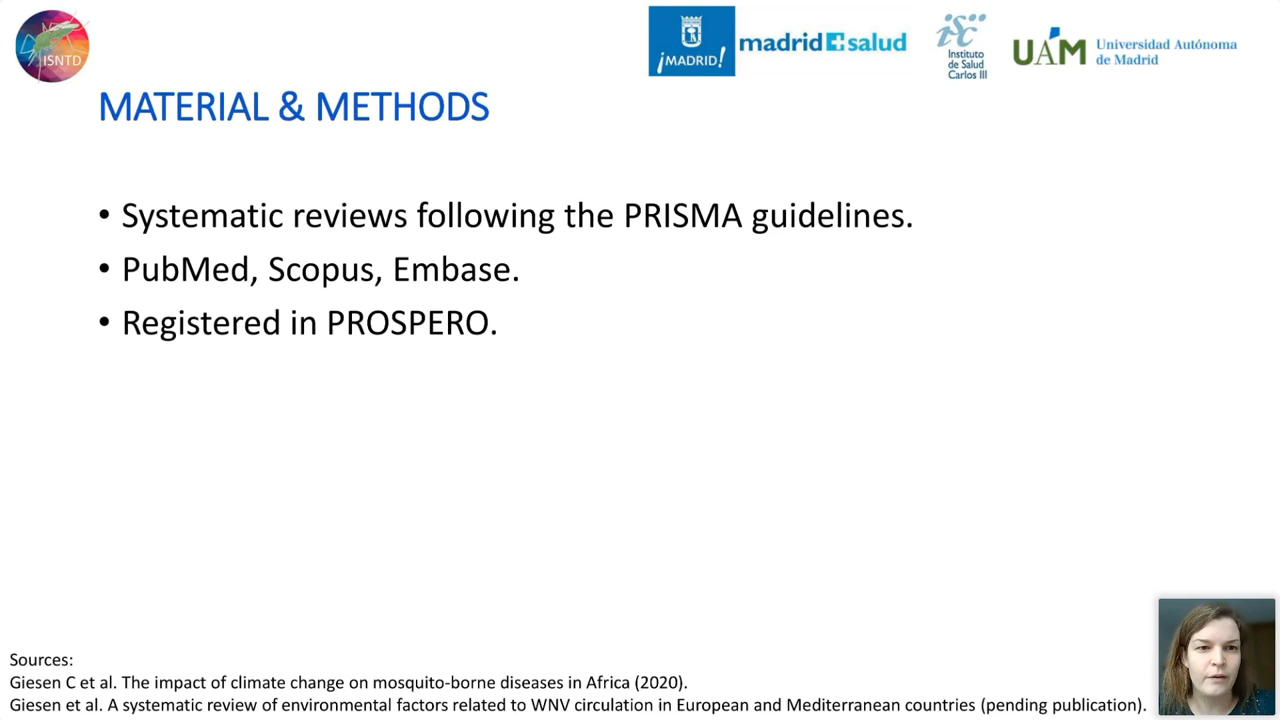 ISNTD
¡MADRID!
madrid+salud
isc
Instituto
de Salud
Carlos III
UAM
Universidad Autónoma
de Madrid
MATERIAL & METHODS
• Systematic reviews following the PRISMA guidelines.
• PubMed, Scopus, Embase.
• Registered in PROSPERO.
Sources:
Giesen C et al. The impact of climate change on mosquito-borne diseases in Africa (2020).
Giesen et al. A systematic review of environmental factors related to WNV circulation in European and Mediterranean countries (pending publication).